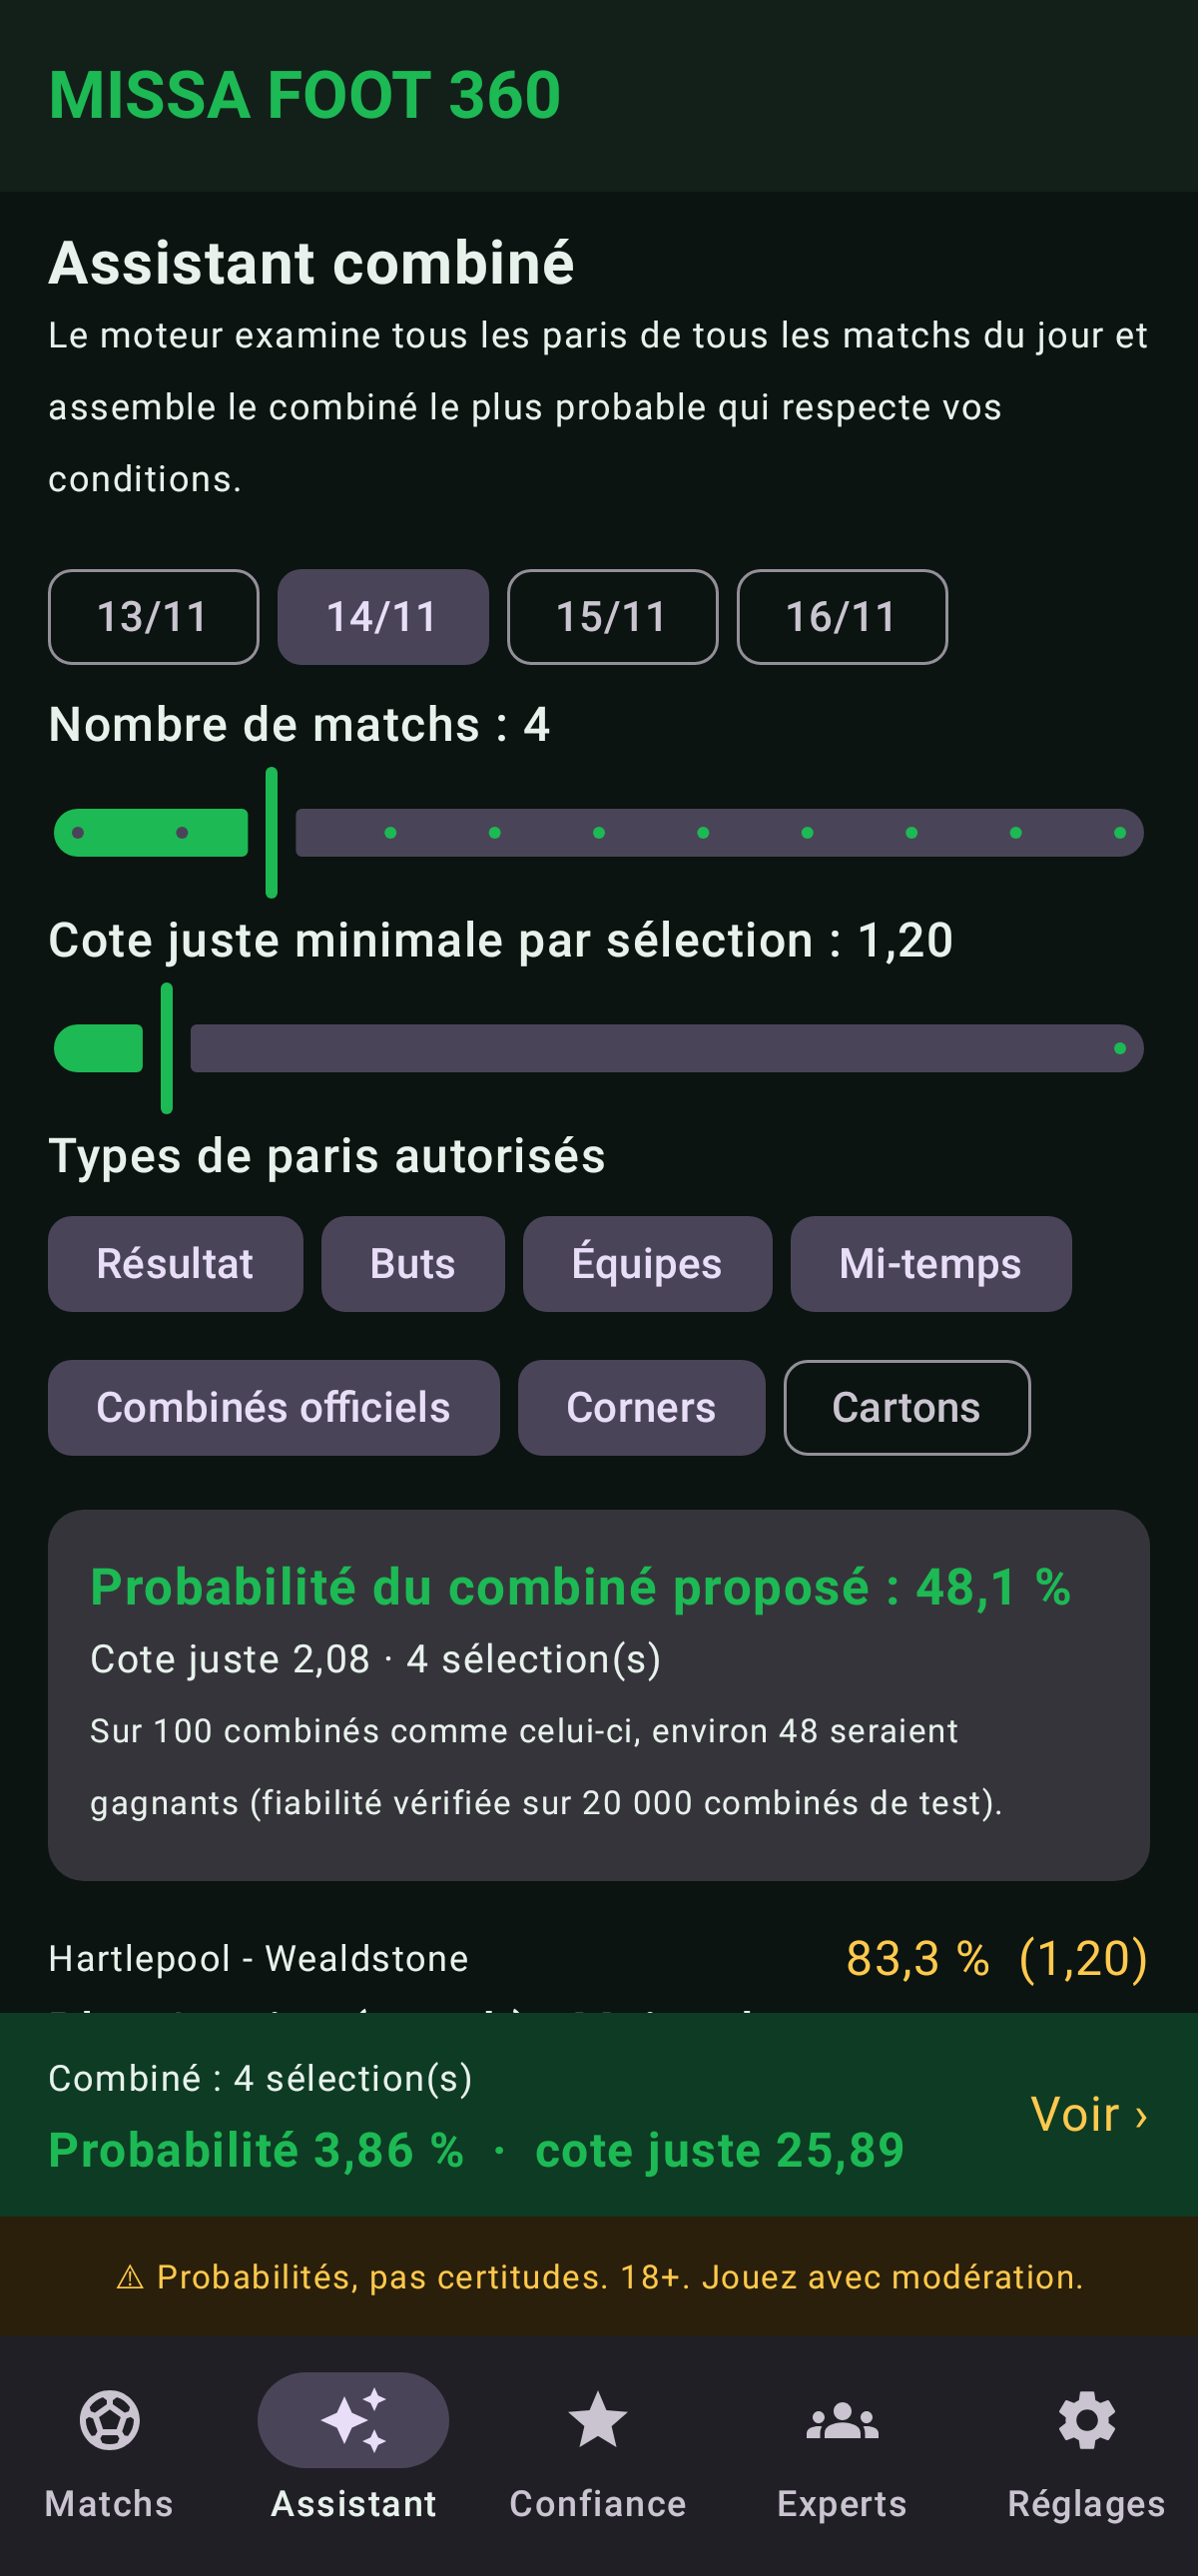 MISSA FOOT 360
Assistant combiné
Le moteur examine tous les paris de tous les matchs du jour et
assemble le combiné le plus probable qui respecte vos
conditions.
13/11 14/11 15/11 16/11
Nombre de matchs : 4
Cote juste minimale par sélection : 1,20
Types de paris autorisés
Résultat Buts Équipes Mi-temps
Combinés officiels Corners Cartons
Probabilité du combiné proposé : 48,1 %
Cote juste 2,08 · 4 sélection(s)
Sur 100 combinés comme celui-ci, environ 48 seraient
gagnants (fiabilité vérifiée sur 20 000 combinés de test).
Hartlepool - Wealdstone 83,3 % (1,20)
Combiné : 4 sélection(s)
Voir ›
Probabilité 3,86 % · cote juste 25,89
⚠ Probabilités, pas certitudes. 18+. Jouez avec modération.
Matchs Assistant Confiance Experts Réglages